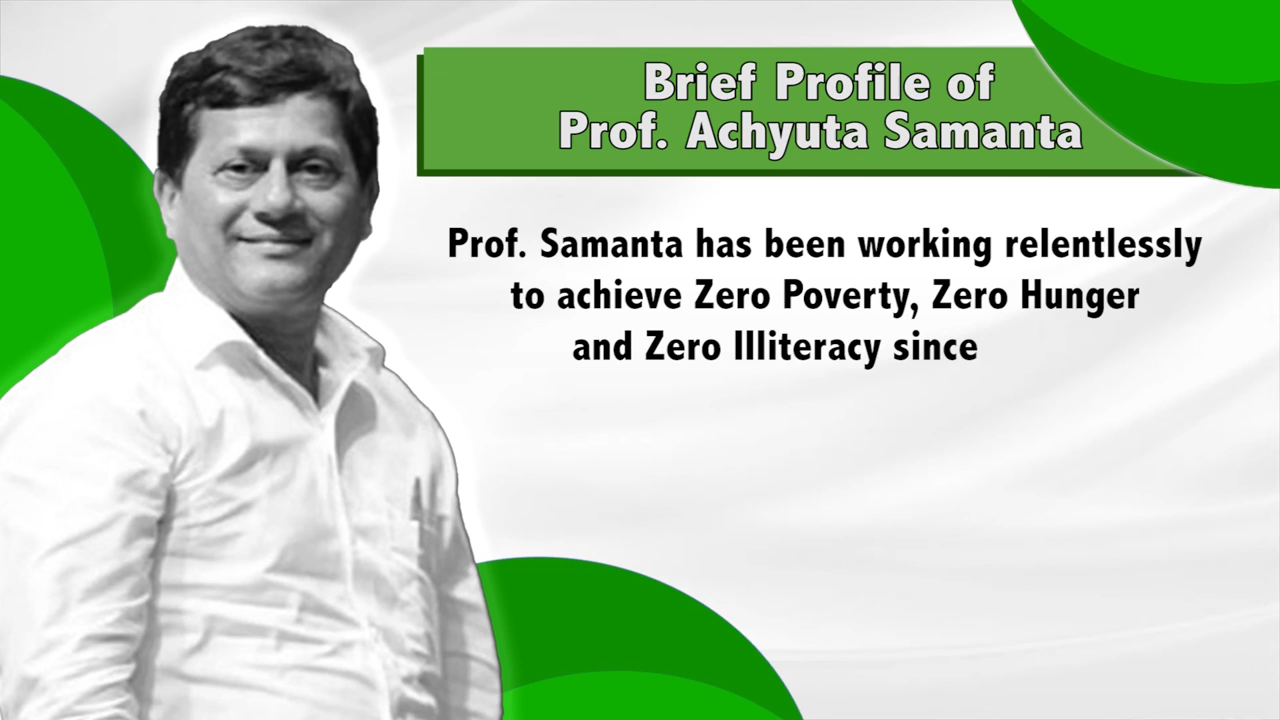 Brief Profile of
Prof. Achyuta Samanta
Prof. Samanta has been working relentlessly
to achieve Zero Poverty, Zero Hunger
and Zero Illiteracy since